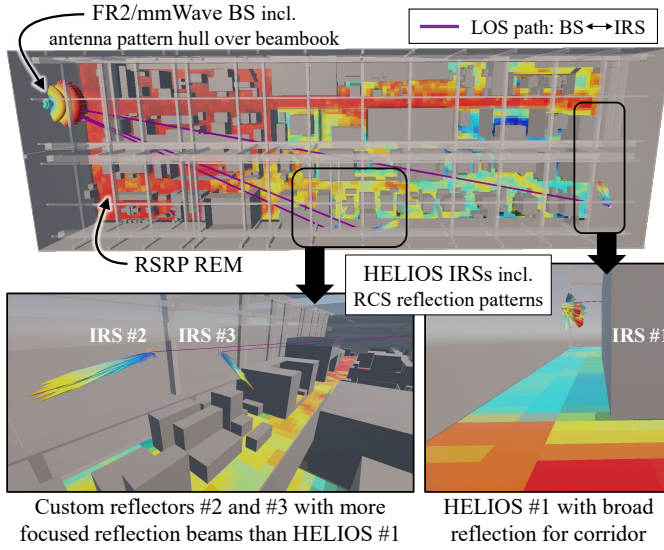 FR2/mmWave BS incl.
antenna pattern hull over beambook
LOS path: BS↔IRS
RSRP REM
HELIOS IRSs incl.
RCS reflection patterns
IRS #2
IRS #3
IRS #1
Custom reflectors #2 and #3 with more
focused reflection beams than HELIOS #1
HELIOS #1 with broad
reflection for corridor